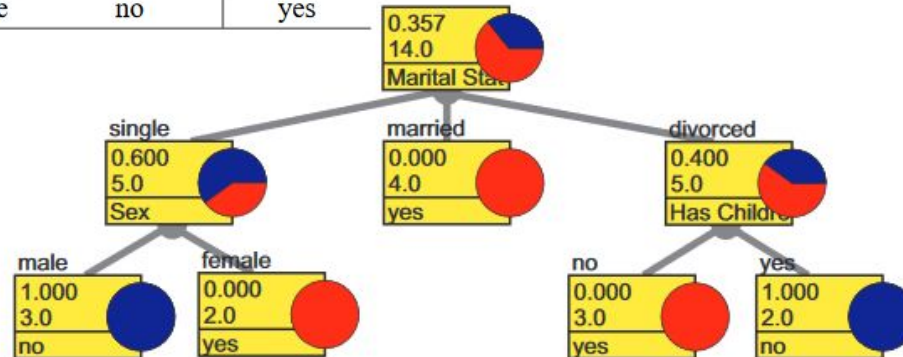 e no yes
0.357
14.0
Marital Stat
single married divorced
0.600 0.000 0.400
5.0 4.0 5.0
Sex yes Has Childre
male female no yes
1.000 0.000 0.000 1.000
3.0 2.0 3.0 2.0
no yes yes no